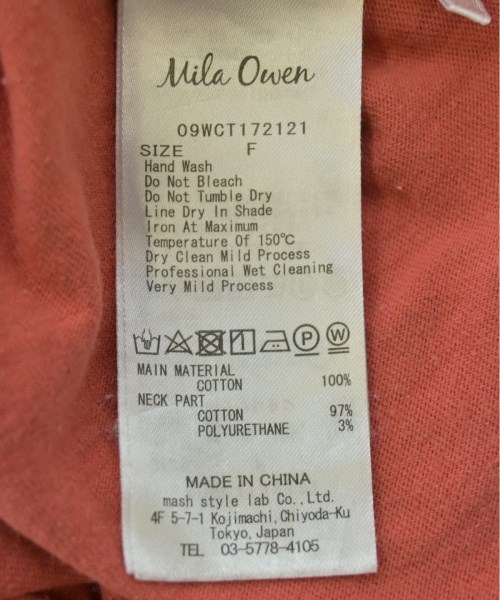 Mila Owen
09WCT172121
SIZE F
Hand Wash
Do Not Bleach
Do Not Tumble Dry
Line Dry In Shade
Iron At Maximum
Temperature Of 150℃
Dry Clean Mild Process
Professional Wet Cleaning
Very Mild Process
P W
MAIN MATERIAL
COTTON 100%
NECK PART
COTTON 97%
POLYURETHANE 3%
MADE IN CHINA
mash style lab Co.,Ltd.
4F 5-7-1 Kojimachi,Chiyoda-Ku
Tokyo,Japan
TEL 03-5778-4105